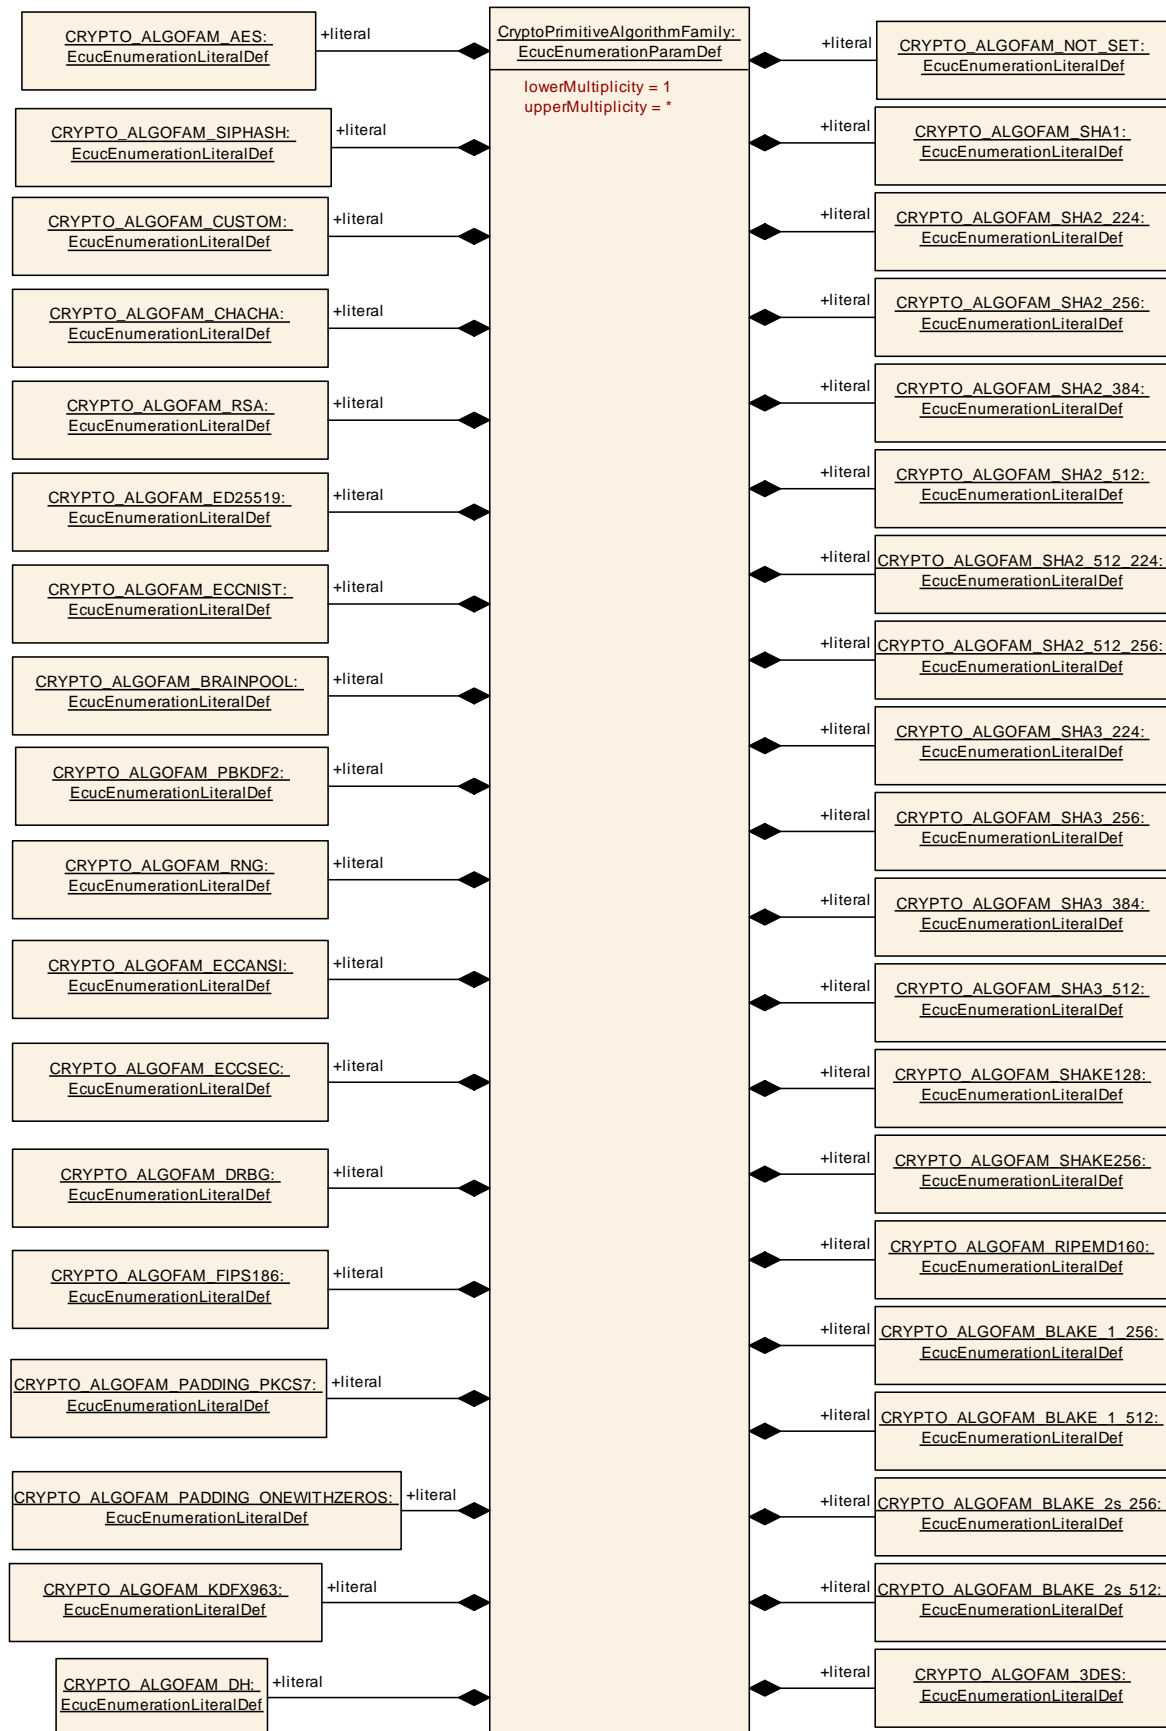 CRYPTO_ALGOFAM_AES:
EcucEnumerationLiteralDef
+literal
CRYPTO_ALGOFAM_SIPHASH:
EcucEnumerationLiteralDef
+literal
CRYPTO_ALGOFAM_CUSTOM:
EcucEnumerationLiteralDef
+literal
CRYPTO_ALGOFAM_CHACHA:
EcucEnumerationLiteralDef
+literal
CRYPTO_ALGOFAM_RSA:
EcucEnumerationLiteralDef
+literal
CRYPTO_ALGOFAM_ED25519:
EcucEnumerationLiteralDef
+literal
CRYPTO_ALGOFAM_ECCNIST:
EcucEnumerationLiteralDef
+literal
CRYPTO_ALGOFAM_BRAINPOOL:
EcucEnumerationLiteralDef
+literal
CRYPTO_ALGOFAM_PBKDF2:
EcucEnumerationLiteralDef
+literal
CRYPTO_ALGOFAM_RNG:
EcucEnumerationLiteralDef
+literal
CRYPTO_ALGOFAM_ECCANSI:
EcucEnumerationLiteralDef
+literal
CRYPTO_ALGOFAM_ECCSEC:
EcucEnumerationLiteralDef
+literal
CRYPTO_ALGOFAM_DRBG:
EcucEnumerationLiteralDef
+literal
CRYPTO_ALGOFAM_FIPS186:
EcucEnumerationLiteralDef
+literal
CRYPTO_ALGOFAM_PADDING_PKCS7:
EcucEnumerationLiteralDef
+literal
CRYPTO_ALGOFAM_PADDING_ONEWITHZEROS:
EcucEnumerationLiteralDef
+literal
CRYPTO_ALGOFAM_KDFX963:
EcucEnumerationLiteralDef
+literal
CRYPTO_ALGOFAM_DH:
EcucEnumerationLiteralDef
+literal
CryptoPrimitiveAlgorithmFamily:
EcucEnumerationParamDef
lowerMultiplicity = 1
upperMultiplicity = *
+literal
CRYPTO_ALGOFAM_NOT_SET:
EcucEnumerationLiteralDef
+literal
CRYPTO_ALGOFAM_SHA1:
EcucEnumerationLiteralDef
+literal
CRYPTO_ALGOFAM_SHA2_224:
EcucEnumerationLiteralDef
+literal
CRYPTO_ALGOFAM_SHA2_256:
EcucEnumerationLiteralDef
+literal
CRYPTO_ALGOFAM_SHA2_384:
EcucEnumerationLiteralDef
+literal
CRYPTO_ALGOFAM_SHA2_512:
EcucEnumerationLiteralDef
+literal
CRYPTO_ALGOFAM_SHA2_512_224:
EcucEnumerationLiteralDef
+literal
CRYPTO_ALGOFAM_SHA2_512_256:
EcucEnumerationLiteralDef
+literal
CRYPTO_ALGOFAM_SHA3_224:
EcucEnumerationLiteralDef
+literal
CRYPTO_ALGOFAM_SHA3_256:
EcucEnumerationLiteralDef
+literal
CRYPTO_ALGOFAM_SHA3_384:
EcucEnumerationLiteralDef
+literal
CRYPTO_ALGOFAM_SHA3_512:
EcucEnumerationLiteralDef
+literal
CRYPTO_ALGOFAM_SHAKE128:
EcucEnumerationLiteralDef
+literal
CRYPTO_ALGOFAM_SHAKE256:
EcucEnumerationLiteralDef
+literal
CRYPTO_ALGOFAM_RIPEMD160:
EcucEnumerationLiteralDef
+literal
CRYPTO_ALGOFAM_BLAKE_1_256:
EcucEnumerationLiteralDef
+literal
CRYPTO_ALGOFAM_BLAKE_1_512:
EcucEnumerationLiteralDef
+literal
CRYPTO_ALGOFAM_BLAKE_2s_256:
EcucEnumerationLiteralDef
+literal
CRYPTO_ALGOFAM_BLAKE_2s_512:
EcucEnumerationLiteralDef
+literal
CRYPTO_ALGOFAM_3DES:
EcucEnumerationLiteralDef